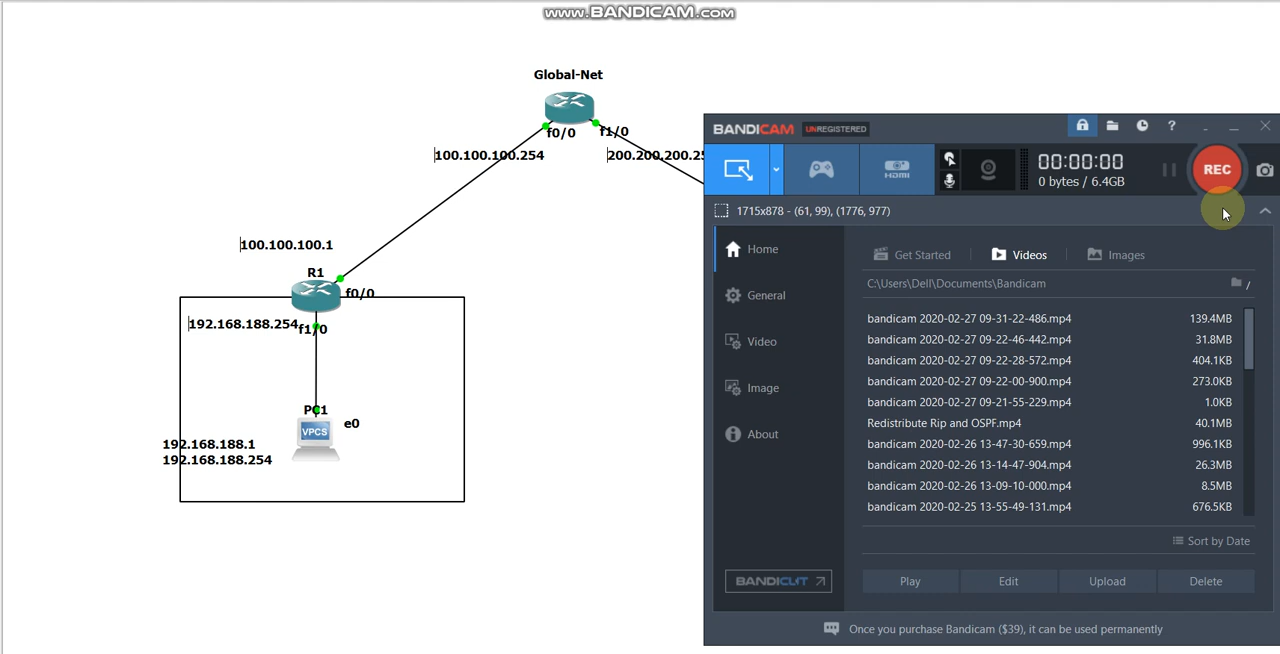 www.BANDICAM.com
Global-Net
f0/0
f1/0
100.100.100.254
200.200.200.25
100.100.100.1
R1
f0/0
192.168.188.254
f1/0
PC1
e0
VPCS
192.168.188.1
192.168.188.254
BANDICAM UNREGISTERED
?
HDMI
00:00:00
0 bytes / 6.4GB
REC
1715x878 - (61, 99), (1776, 977)
Home
General
Video
Image
About
BANDICUT
Get Started
Videos
Images
C:\Users\Dell\Documents\Bandicam
/
bandicam 2020-02-27 09-31-22-486.mp4 139.4MB
bandicam 2020-02-27 09-22-46-442.mp4 31.8MB
bandicam 2020-02-27 09-22-28-572.mp4 404.1KB
bandicam 2020-02-27 09-22-00-900.mp4 273.0KB
bandicam 2020-02-27 09-21-55-229.mp4 1.0KB
Redistribute Rip and OSPF.mp4 40.1MB
bandicam 2020-02-26 13-47-30-659.mp4 996.1KB
bandicam 2020-02-26 13-14-47-904.mp4 26.3MB
bandicam 2020-02-26 13-09-10-000.mp4 8.5MB
bandicam 2020-02-25 13-55-49-131.mp4 676.5KB
Sort by Date
Play Edit Upload Delete
Once you purchase Bandicam ($39), it can be used permanently